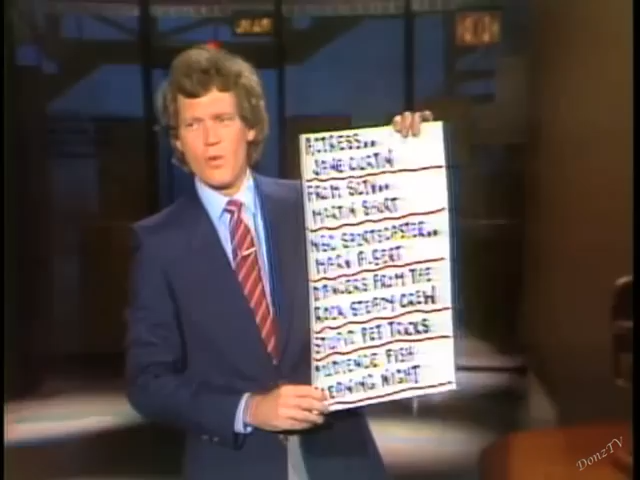 ACTRESS...
JANE CURTIN
FROM SCTV...
MARTIN SHORT
NBC SPORTSCASTER...
MARV ALBERT
DANCERS FROM THE
ROCK STEADY CREW
STUPID PET TRICKS
AUDIENCE FISH
CLEANING NIGHT
DonzTV